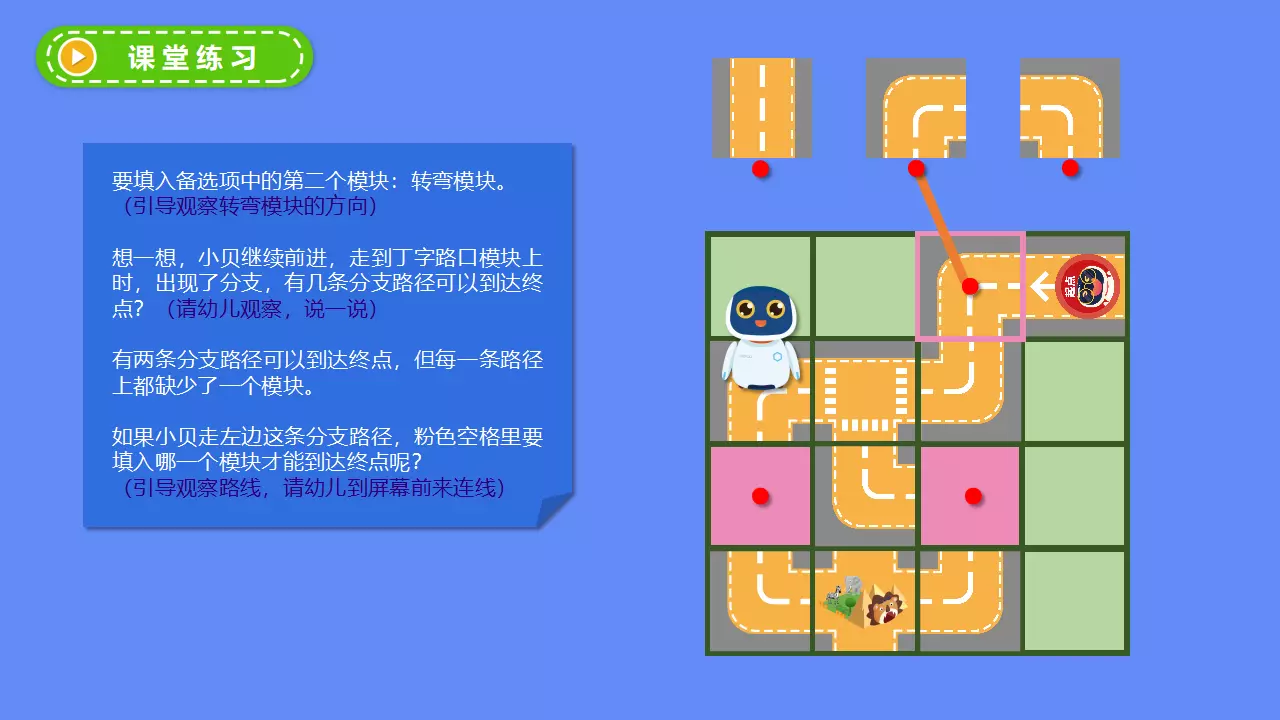 课堂练习
要填入备选项中的第二个模块：转弯模块。
（引导观察转弯模块的方向）
想一想，小贝继续前进，走到丁字路口模块上
时，出现了分支，有几条分支路径可以到达终
点？（请幼儿观察，说一说）
有两条分支路径可以到达终点，但每一条路径
上都缺少了一个模块。
如果小贝走左边这条分支路径，粉色空格里要
填入哪一个模块才能到达终点呢？
（引导观察路线，请幼儿到屏幕前来连线）
起点